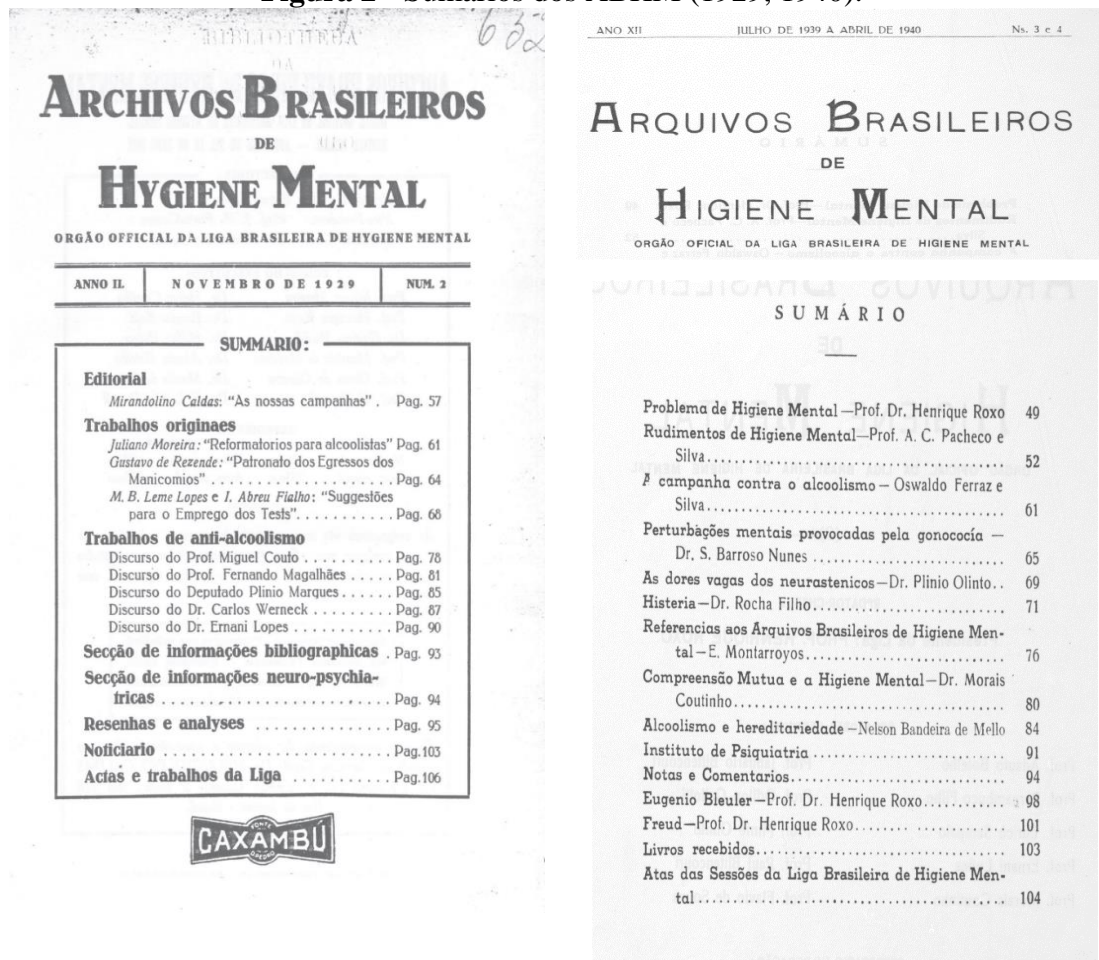 632
BIBLIOTHECA
DA
ARCHIVOS BRASILEIROS
DE
HYGIENE MENTAL
ORGÃO OFFICIAL DA LIGA BRASILEIRA DE HYGIENE MENTAL
ANNO II. NOVEMBRO DE 1929 NUM. 2
SUMMARIO:
Editorial
Mirandolino Caldas: "As nossas campanhas" . Pag. 57
Trabalhos originaes
Juliano Moreira: "Reformatorios para alcoolistas" Pag. 61
Gustavo de Rezende: "Patronato dos Egressos dos
Manicomios" . . . . . . . . . . . . . . . . . . Pag. 64
M. B. Leme Lopes e I. Abreu Fialho: "Suggestões
para o Emprego dos Tests". . . . . . . . . . . Pag. 68
Trabalhos de anti-alcoolismo
Discurso do Prof. Miguel Couto . . . . . . . . . . Pag. 78
Discurso do Prof. Fernando Magalhães . . . . . Pag. 81
Discurso do Deputado Plinio Marques . . . . . . Pag. 85
Discurso do Dr. Carlos Werneck . . . . . . . . . Pag. 87
Discurso do Dr. Ernani Lopes . . . . . . . . . . . Pag. 90
Secção de informações bibliographicas . Pag. 93
Secção de informações neuro-psychia-
tricas . . . . . . . . . . . . . . . . . . . . . . . Pag. 94
Resenhas e analyses . . . . . . . . . . . . . Pag. 95
Noticiario . . . . . . . . . . . . . . . . . . . . . . . Pag.103
Actas e trabalhos da Liga . . . . . . . . . . Pag.106
FONTE
CAXAMBÚ
ANO XII JULHO DE 1939 A ABRIL DE 1940 Ns. 3 e 4
ARQUIVOS BRASILEIROS
DE
HIGIENE MENTAL
ORGÃO OFICIAL DA LIGA BRASILEIRA DE HIGIENE MENTAL
SUMÁRIO
Problema de Higiene Mental—Prof. Dr. Henrique Roxo 49
Rudimentos de Higiene Mental—Prof. A. C. Pacheco e
Silva........................................ 52
A campanha contra o alcoolismo — Oswaldo Ferraz e
Silva........................................ 61
Perturbações mentais provocadas pela gonococía —
Dr. S. Barroso Nunes ........................ 65
As dores vagas dos neurastenicos—Dr. Plinio Olinto.. 69
Histeria—Dr. Rocha Filho........................ 71
Referencias aos Arquivos Brasileiros de Higiene Men-
tal—E. Montarroyos........................ 76
Compreensão Mutua e a Higiene Mental—Dr. Morais
Coutinho.................................... 80
Alcoolismo e hereditariedade—Nelson Bandeira de Mello 84
Instituto de Psiquiatria........................ 91
Notas e Comentarios........................ 94
Eugenio Bleuler—Prof. Dr. Henrique Roxo.......... 98
Freud—Prof. Dr. Henrique Roxo.................. 101
Livros recebidos.............................. 103
Atas das Sessões da Liga Brasileira de Higiene Men-
tal........................................ 104